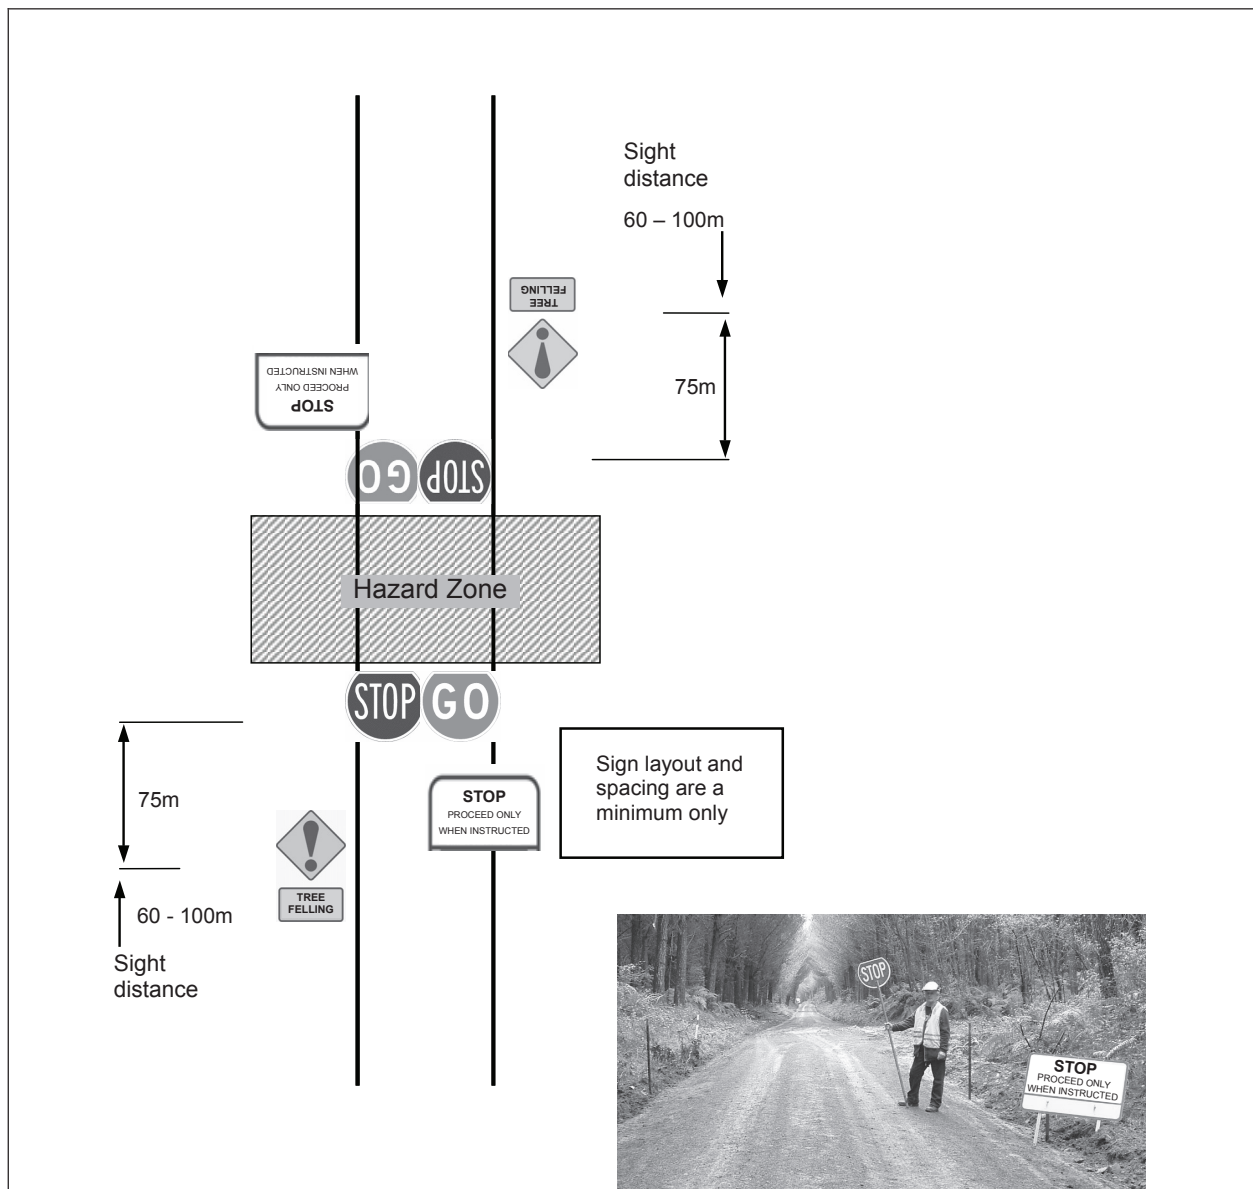 Sight
distance
60 – 100m
TREE
FELLING
75m
STOP
PROCEED ONLY
WHEN INSTRUCTED
GO STOP
Hazard Zone
STOP GO
Sign layout and
spacing are a
minimum only
75m
STOP
PROCEED ONLY
WHEN INSTRUCTED
TREE
FELLING
60 - 100m
Sight
distance
STOP
STOP
PROCEED ONLY
WHEN INSTRUCTED